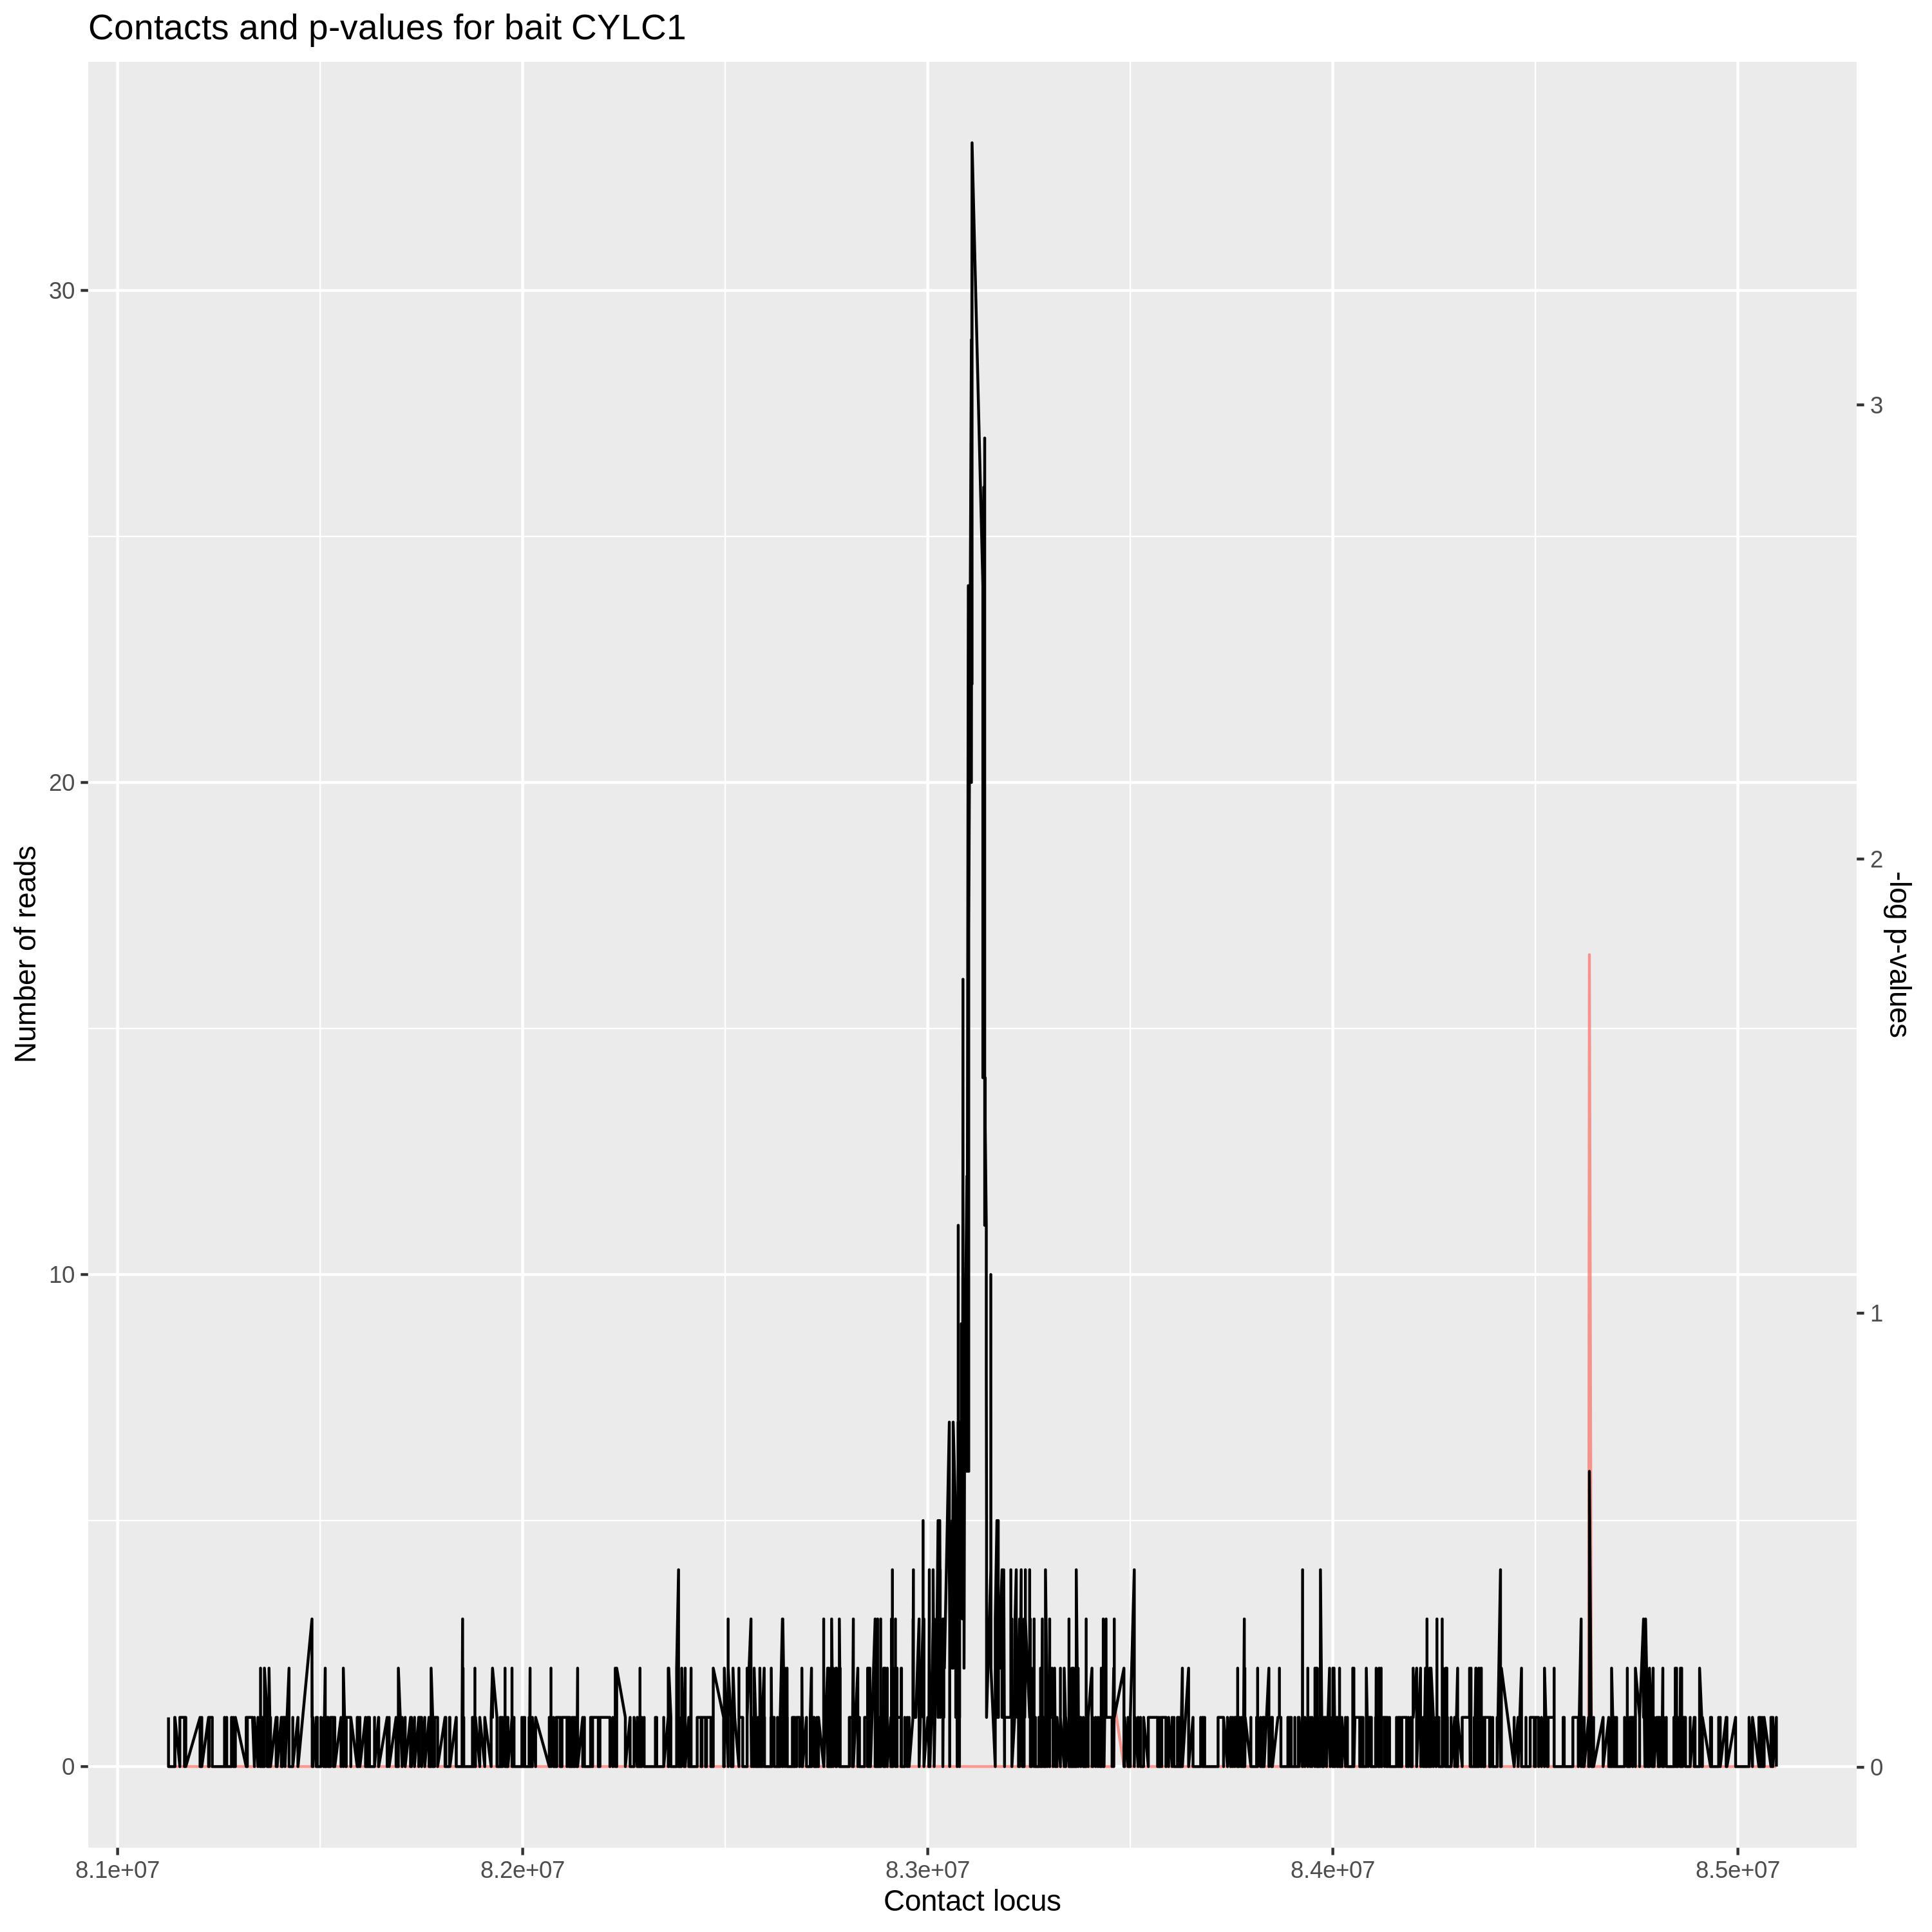 Contacts and p-values for bait CYLC1
30
20
10
0
Number of reads
3
2
1
0
-log p-values
8.1e+07
8.2e+07
8.3e+07
8.4e+07
8.5e+07
Contact locus